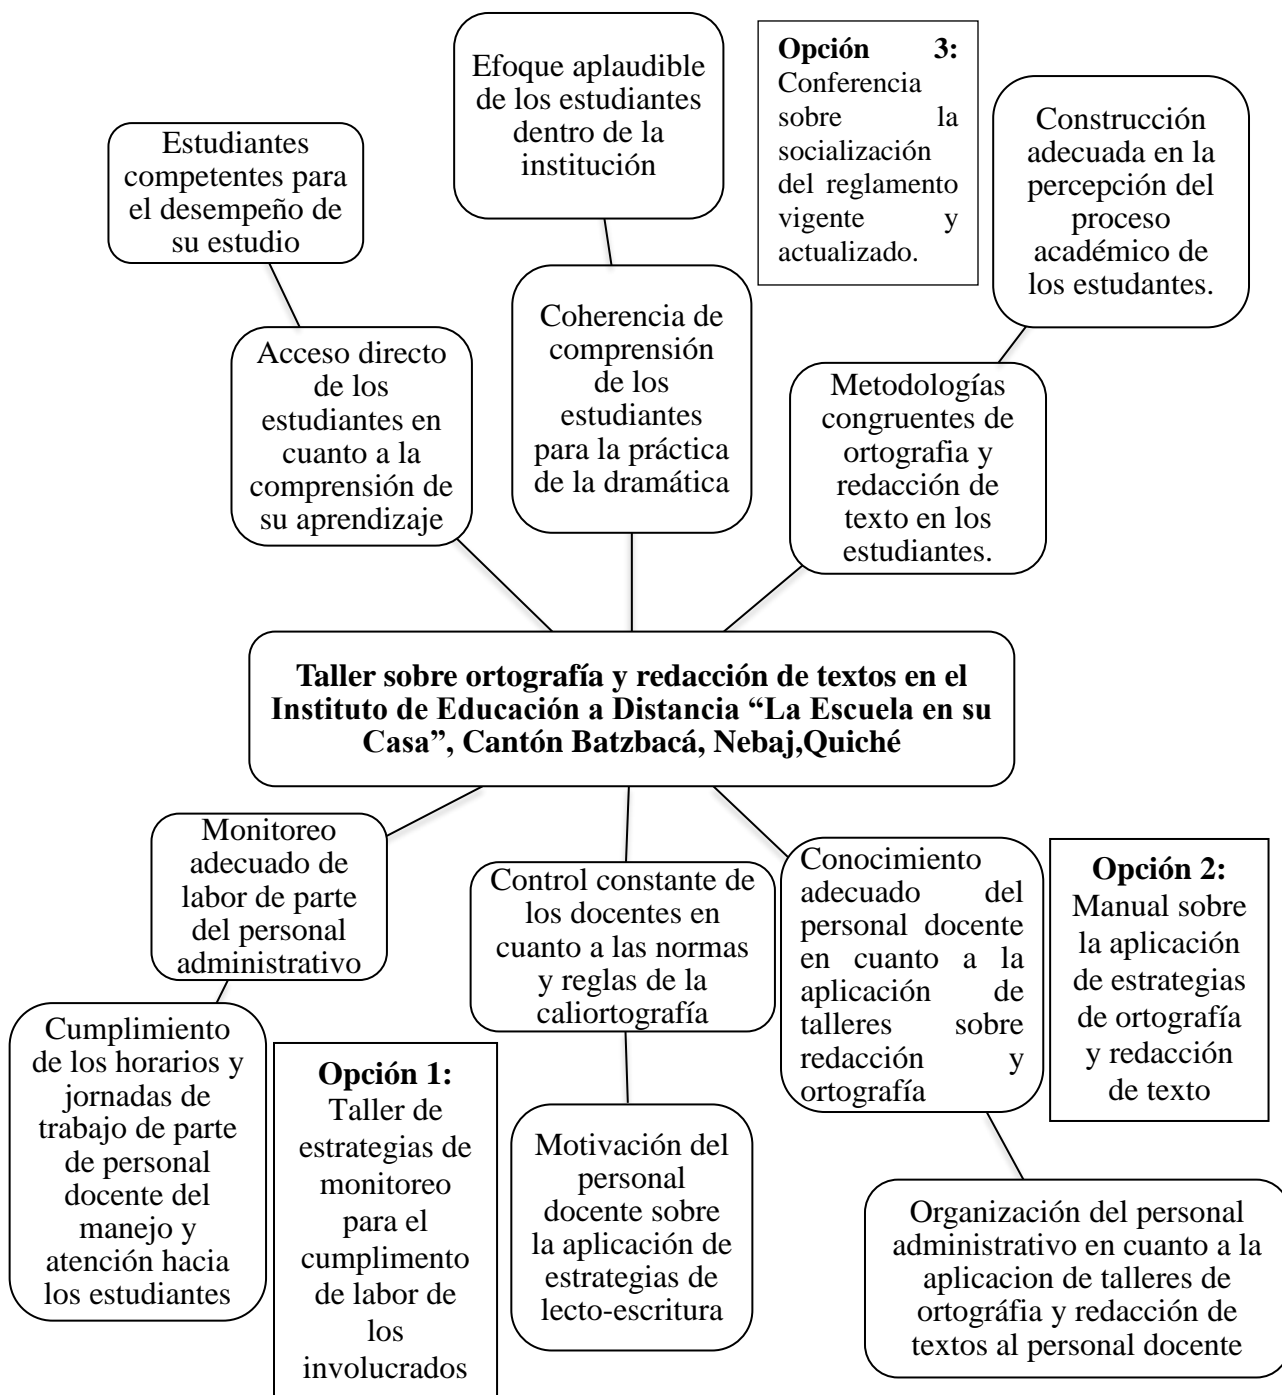 Efoque aplaudible
de los estudiantes
dentro de la
institución
Opción 3:
Conferencia
sobre la
socialización
del reglamento
vigente y
actualizado.
Construcción
adecuada en la
percepción del
proceso
académico de
los estudantes.
Estudiantes
competentes para
el desempeño de
su estudio
Acceso directo
de los
estudiantes en
cuanto a la
comprensión de
su aprendizaje
Coherencia de
comprensión
de los
estudiantes
para la práctica
de la dramática
Metodologías
congruentes de
ortografia y
redacción de
texto en los
estudiantes.
Taller sobre ortografía y redacción de textos en el
Instituto de Educación a Distancia “La Escuela en su
Casa”, Cantón Batzbacá, Nebaj,Quiché
Monitoreo
adecuado de
labor de parte
del personal
administrativo
Control constante de
los docentes en
cuanto a las normas
y reglas de la
caliortografía
Conocimiento
adecuado del
personal docente
en cuanto a la
aplicación de
talleres sobre
redacción y
ortografía
Opción 2:
Manual sobre
la aplicación
de estrategias
de ortografía
y redacción
de texto
Cumplimiento
de los horarios y
jornadas de
trabajo de parte
de personal
docente del
manejo y
atención hacia
los estudiantes
Opción 1:
Taller de
estrategias de
monitoreo
para el
cumplimento
de labor de
los
involucrados
Motivación del
personal
docente sobre
la aplicación de
estrategias de
lecto-escritura
Organización del personal
administrativo en cuanto a la
aplicacion de talleres de
ortográfia y redacción de
textos al personal docente